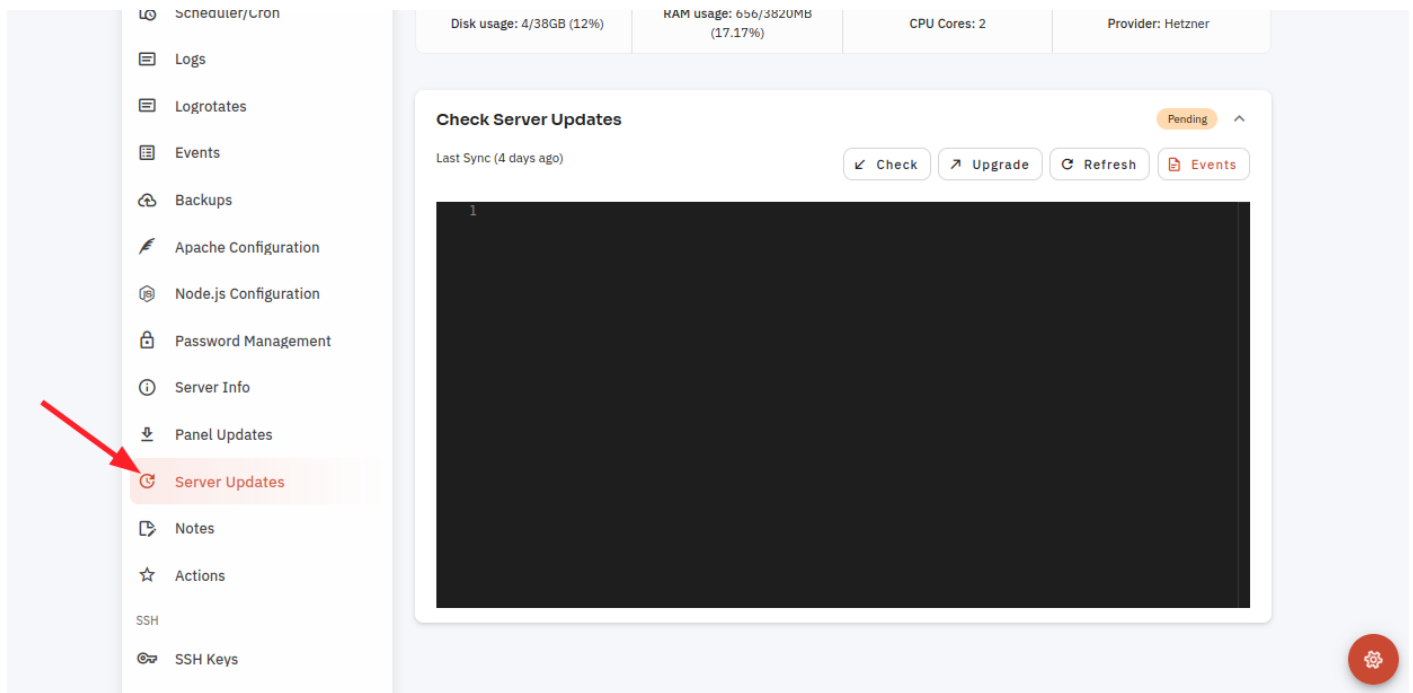 Scheduler/Cron
Logs
Logrotates
Events
Backups
Apache Configuration
JS
Node.js Configuration
Password Management
Server Info
Panel Updates
Server Updates
Notes
Actions
SSH
SSH Keys
Disk usage: 4/38GB (12%)
RAM usage: 656/3820MB
(17.17%)
CPU Cores: 2
Provider: Hetzner
Check Server Updates
Pending
Last Sync (4 days ago)
Check
Upgrade
Refresh
Events
1